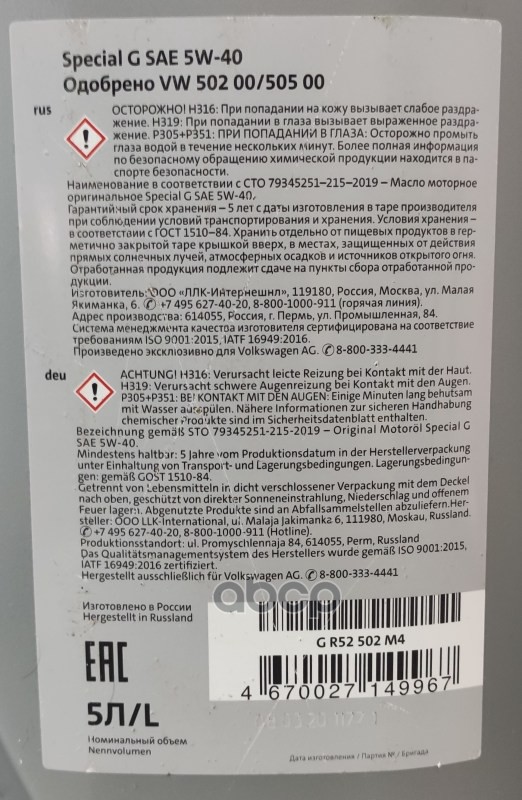 Special G SAE 5W-40
Одобрено VW 502 00/505 00
rus
ОСТОРОЖНО! H316: При попадании на кожу вызывает слабое раздра-
жение. H319: При попадании в глаза вызывает выраженное раздра-
жение. P305+P351: ПРИ ПОПАДАНИИ В ГЛАЗА: Осторожно промыть
глаза водой в течение нескольких минут. Более полная информация
по безопасному обращению химической продукции находится в па-
спорте безопасности.
Наименование в соответствии с СТО 79345251-215-2019 – Масло моторное
оригинальное Special G SAE 5W-40.
Гарантийный срок хранения – 5 лет с даты изготовления в таре производителя
при соблюдении условий транспортирования и хранения. Условия хранения –
в соответствии с ГОСТ 1510-84. Хранить отдельно от пищевых продуктов в гер-
метично закрытой таре крышкой вверх, в местах, защищенных от действия
прямых солнечных лучей, атмосферных осадков и источников открытого огня.
Отработанная продукция подлежит сдаче на пункты сбора отработанной про-
дукции.
Изготовитель: ООО «ЛЛК-Интернешнл», 119180, Россия, Москва, ул. Малая
Якиманка, 6. ✆ +7 495 627-40-20, 8-800-1000-911 (горячая линия).
Адрес производства: 614055, Россия, г. Пермь, ул. Промышленная, 84.
Система менеджмента качества изготовителя сертифицирована на соответствие
требованиям ISO 9001:2015, IATF 16949:2016.
Произведено эксклюзивно для Volkswagen AG. ✆ 8-800-333-4441
deu
ACHTUNG! H316: Verursacht leichte Reizung bei Kontakt mit der Haut.
H319: Verursacht schwere Augenreizung bei Kontakt mit den Augen.
P305+P351: BEI KONTAKT MIT DEN AUGEN: Einige Minuten lang behutsam
mit Wasser ausspülen. Nähere Informationen zur sicheren Handhabung
chemischer Produkte sind im Sicherheitsdatenblatt enthalten.
Bezeichnung gemäß STO 79345251-215-2019 – Original Motoröl Special G
SAE 5W-40.
Mindestens haltbar: 5 Jahre vom Produktionsdatum in der Herstellerverpackung
unter Einhaltung von Transport- und Lagerungsbedingungen. Lagerungsbedingun-
gen: gemäß GOST 1510-84.
Getrennt von Lebensmitteln in dicht verschlossener Verpackung mit dem Deckel
nach oben, geschützt von direkter Sonneneinstrahlung, Niederschlag und offenem
Feuer lagern. Abgenutzte Produkte sind an Abfallsammelstellen abzuliefern. Her-
steller: OOO LLK-International, ul. Malaja Jakimanka 6, 111980, Moskau, Russland.
✆ +7 495 627-40-20, 8-800-1000-911 (Hotline).
Produktionsstandort: ul. Promyschlennaja 84, 614055, Perm, Russland
Das Qualitätsmanagementsystem des Herstellers wurde gemäß ISO 9001:2015,
IATF 16949:2016 zertifiziert.
Hergestellt ausschließlich für Volkswagen AG. ✆ 8-800-333-4441
abcp
Изготовлено в России
Hergestellt in Russland
G R52 502 M4
EAC
4 670027 149967
5Л/L
Номинальный объем
Nennvolumen
Дата изготовления / Партия № / Бригада